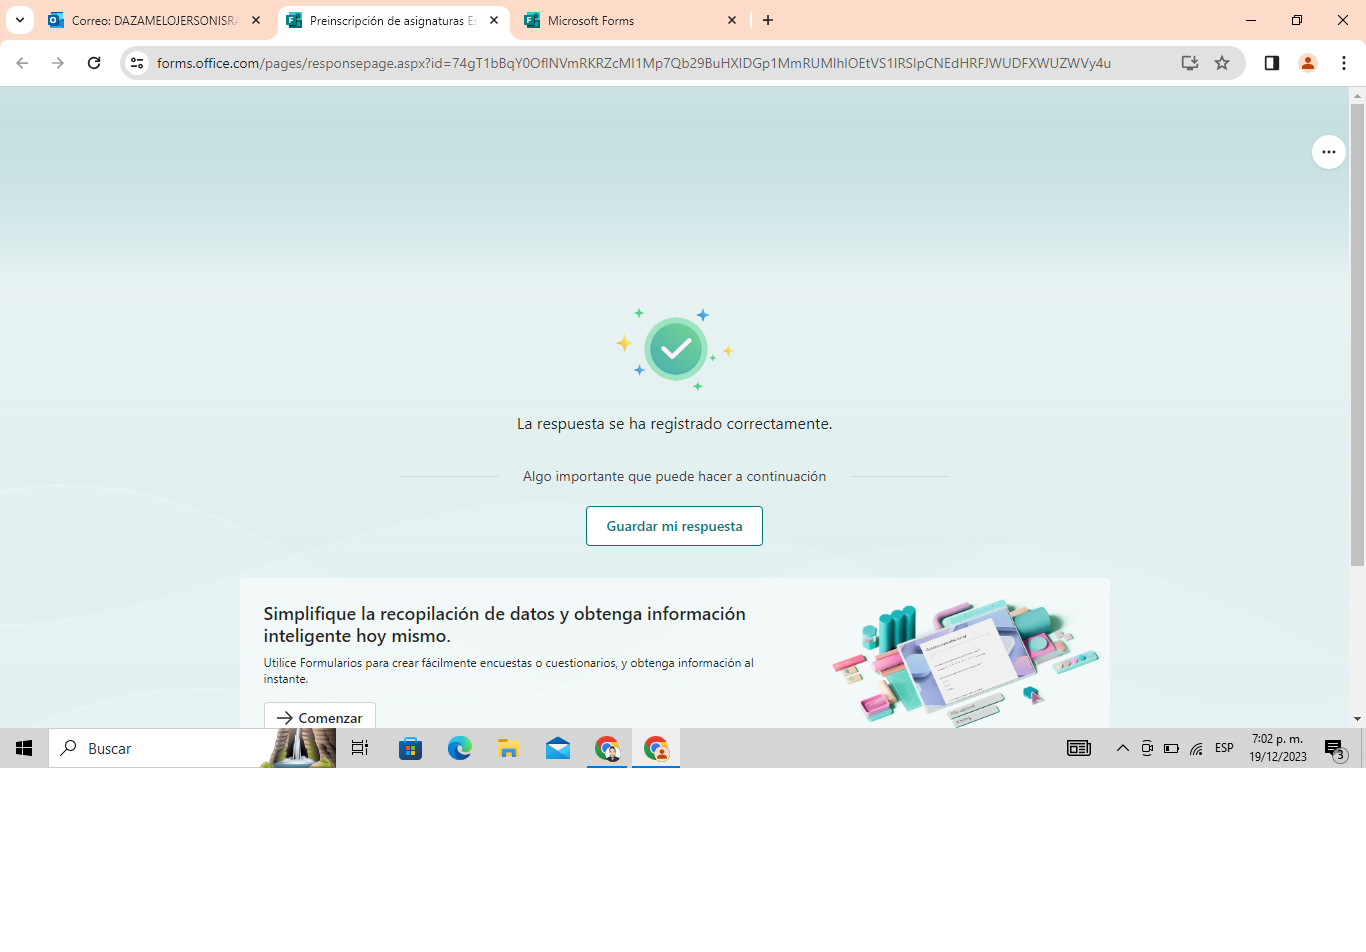 Correo: DAZAMELOJERSONISRA
Preinscripción de asignaturas Es
Microsoft Forms
forms.office.com/pages/responsepage.aspx?id=74gT1bBqY0OflNVmRKRZcMI1Mp7Qb29BuHXIDGp1MmRUMlhIOEtVS1IRSlpCNEdHRFJWUDFXWUZWVy4u
La respuesta se ha registrado correctamente.
Algo importante que puede hacer a continuación
Guardar mi respuesta
Simplifique la recopilación de datos y obtenga información
inteligente hoy mismo.
Utilice Formularios para crear fácilmente encuestas o cuestionarios, y obtenga información al
instante.
Comenzar
Buscar
ESP
7:02 p. m.
19/12/2023
3